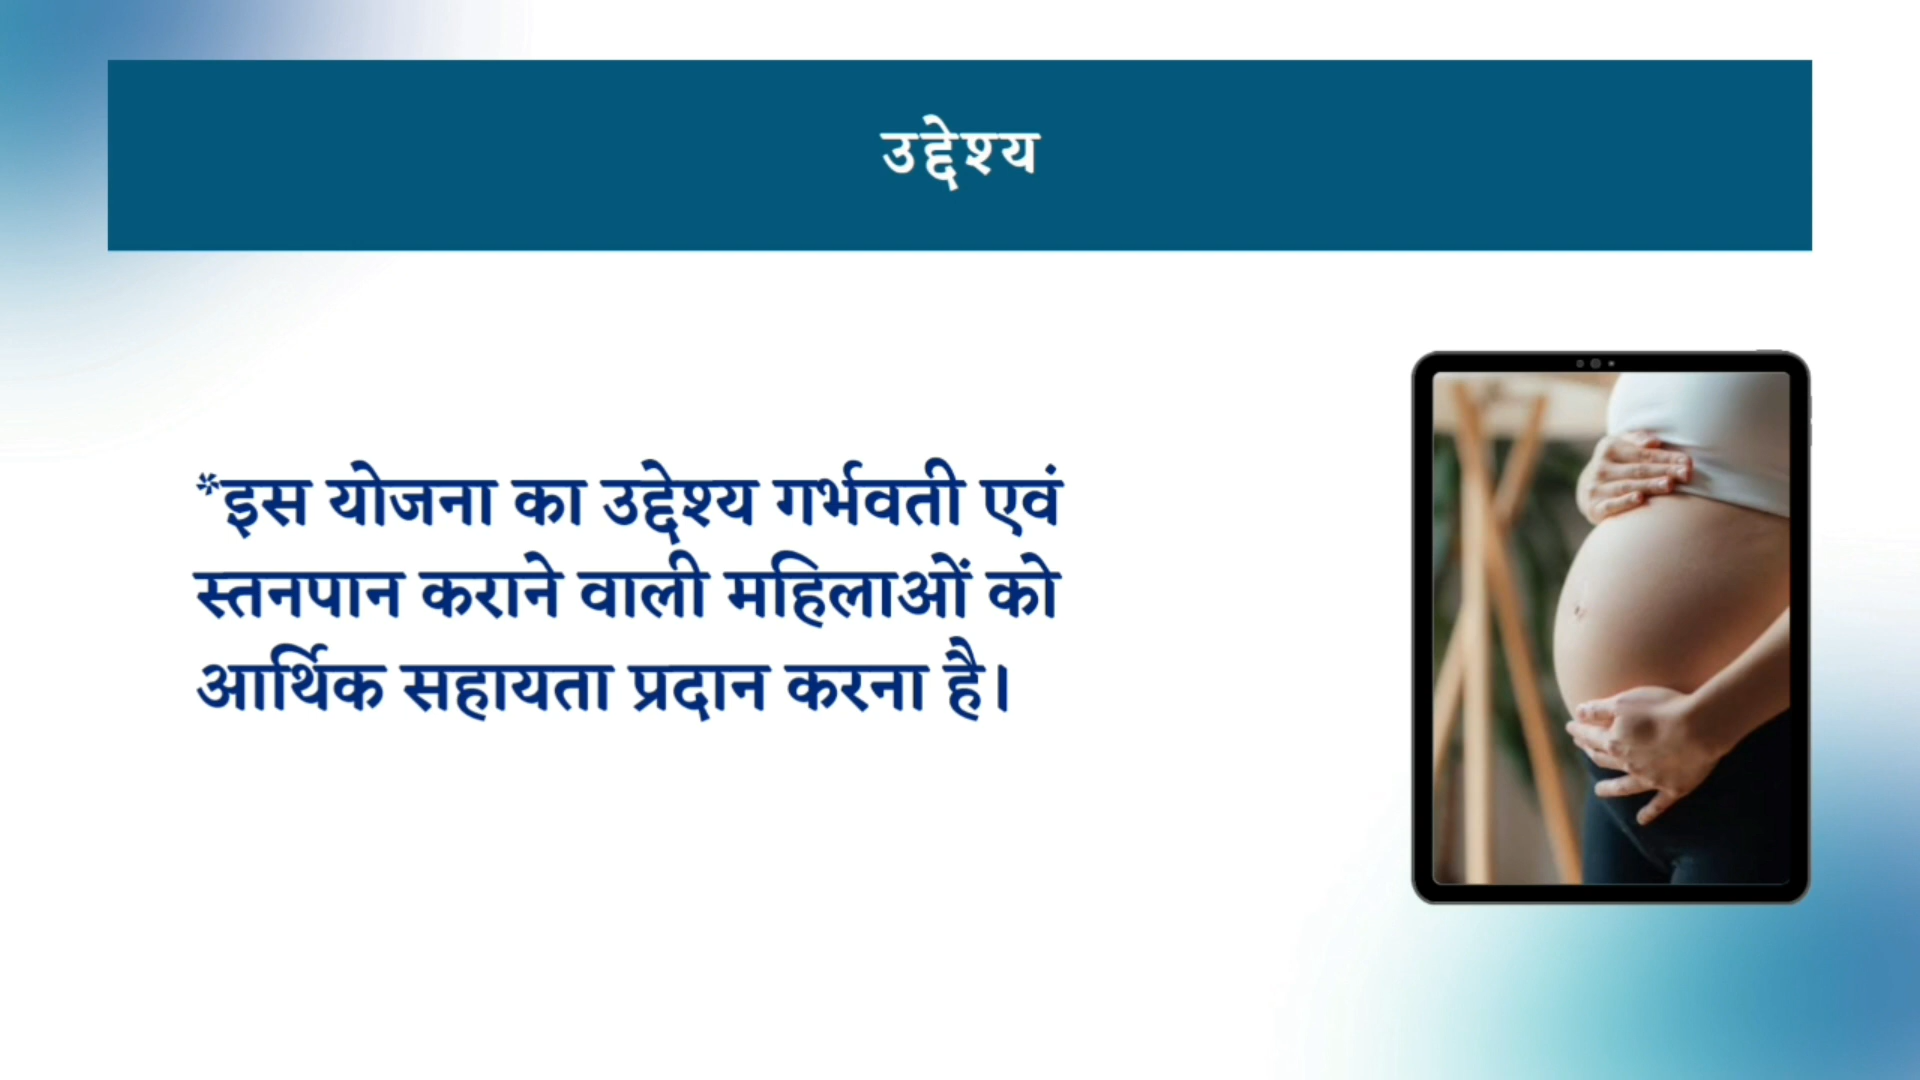 उद्देश्य
*इस योजना का उद्देश्य गर्भवती एवं
स्तनपान कराने वाली महिलाओं को
आर्थिक सहायता प्रदान करना है।